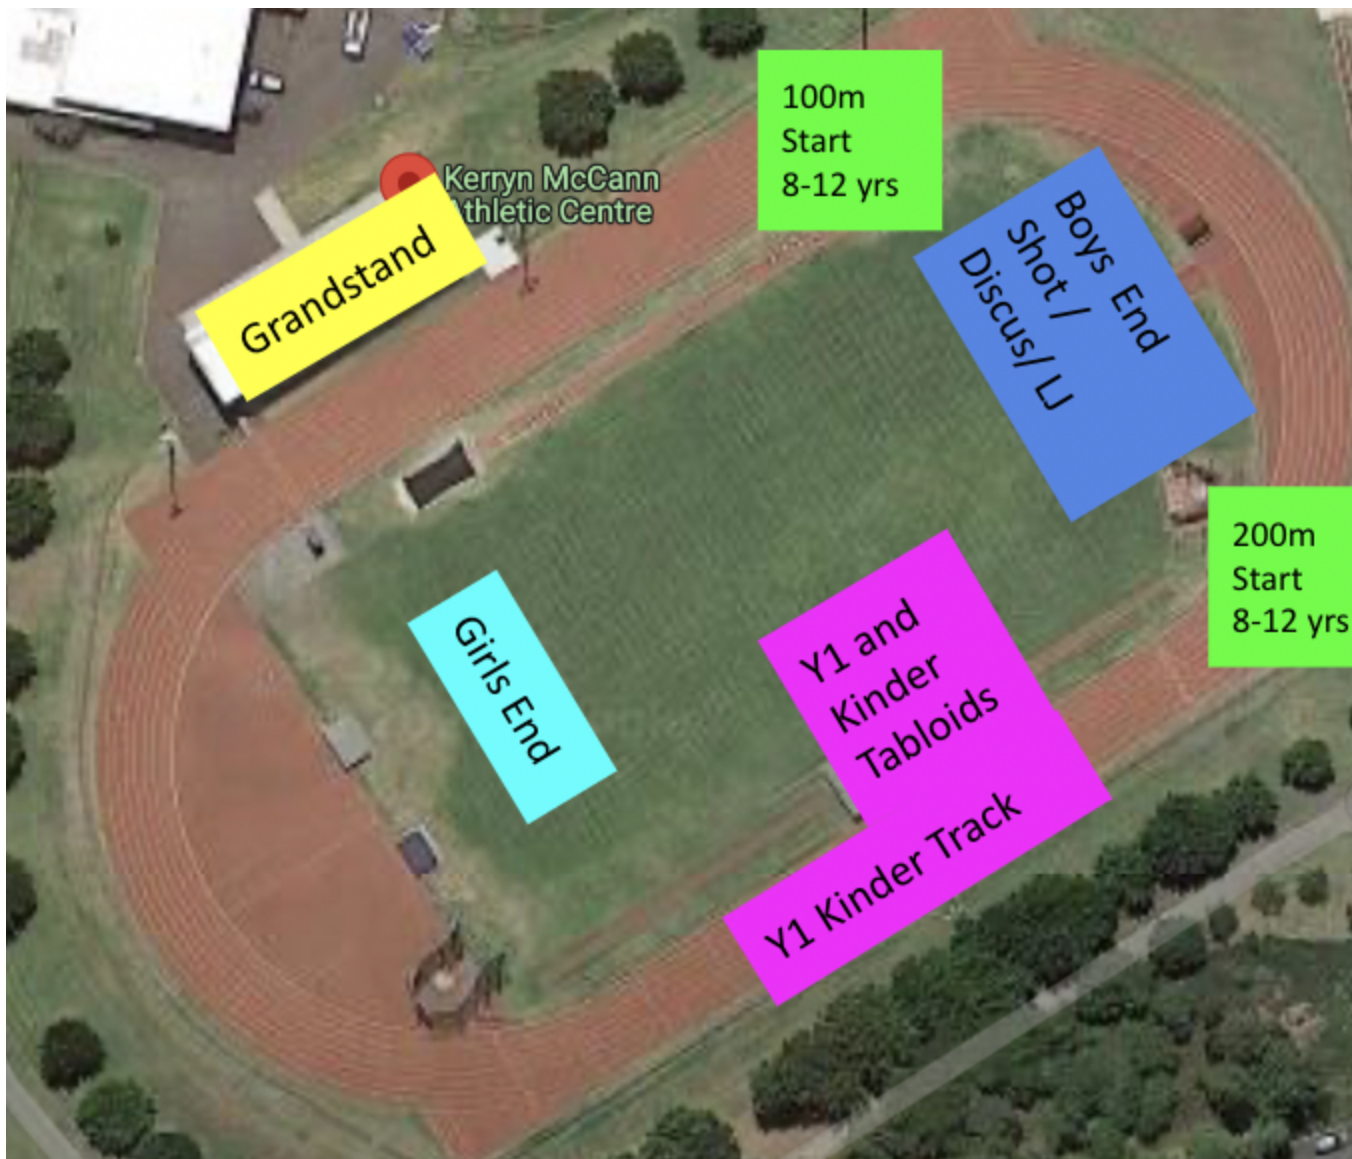 100m
Start
8-12 yrs
Kerryn McCann
Athletic Centre
Grandstand
Boys End
Shot /
Discus/ LJ
200m
Start
8-12 yrs
Girls End
Y1 and
Kinder
Tabloids
Y1 Kinder Track